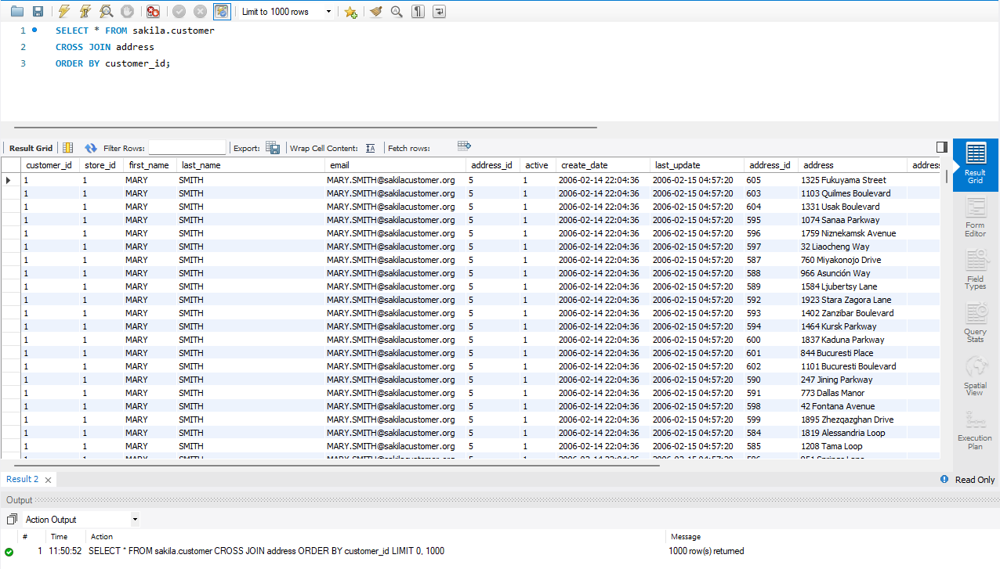 Limit to 1000 rows
1 SELECT * FROM sakila.customer
2 CROSS JOIN address
3 ORDER BY customer_id;
Result Grid Filter Rows: Export: Wrap Cell Content: Fetch rows:
customer_id store_id first_name last_name email address_id active create_date last_update address_id address address
1 1 MARY SMITH MARY.SMITH@sakilacustomer.org 5 1 2006-02-14 22:04:36 2006-02-15 04:57:20 605 1325 Fukuyama Street
1 1 MARY SMITH MARY.SMITH@sakilacustomer.org 5 1 2006-02-14 22:04:36 2006-02-15 04:57:20 603 1103 Quilmes Boulevard
1 1 MARY SMITH MARY.SMITH@sakilacustomer.org 5 1 2006-02-14 22:04:36 2006-02-15 04:57:20 604 1331 Usak Boulevard
1 1 MARY SMITH MARY.SMITH@sakilacustomer.org 5 1 2006-02-14 22:04:36 2006-02-15 04:57:20 595 1074 Sanaa Parkway
1 1 MARY SMITH MARY.SMITH@sakilacustomer.org 5 1 2006-02-14 22:04:36 2006-02-15 04:57:20 596 1759 Niznekamsk Avenue
1 1 MARY SMITH MARY.SMITH@sakilacustomer.org 5 1 2006-02-14 22:04:36 2006-02-15 04:57:20 597 32 Liaocheng Way
1 1 MARY SMITH MARY.SMITH@sakilacustomer.org 5 1 2006-02-14 22:04:36 2006-02-15 04:57:20 587 760 Miyakonojo Drive
1 1 MARY SMITH MARY.SMITH@sakilacustomer.org 5 1 2006-02-14 22:04:36 2006-02-15 04:57:20 588 966 Asunción Way
1 1 MARY SMITH MARY.SMITH@sakilacustomer.org 5 1 2006-02-14 22:04:36 2006-02-15 04:57:20 589 1584 Ljubertsy Lane
1 1 MARY SMITH MARY.SMITH@sakilacustomer.org 5 1 2006-02-14 22:04:36 2006-02-15 04:57:20 592 1923 Stara Zagora Lane
1 1 MARY SMITH MARY.SMITH@sakilacustomer.org 5 1 2006-02-14 22:04:36 2006-02-15 04:57:20 593 1402 Zanzibar Boulevard
1 1 MARY SMITH MARY.SMITH@sakilacustomer.org 5 1 2006-02-14 22:04:36 2006-02-15 04:57:20 594 1464 Kursk Parkway
1 1 MARY SMITH MARY.SMITH@sakilacustomer.org 5 1 2006-02-14 22:04:36 2006-02-15 04:57:20 600 1837 Kaduna Parkway
1 1 MARY SMITH MARY.SMITH@sakilacustomer.org 5 1 2006-02-14 22:04:36 2006-02-15 04:57:20 601 844 Bucuresti Place
1 1 MARY SMITH MARY.SMITH@sakilacustomer.org 5 1 2006-02-14 22:04:36 2006-02-15 04:57:20 602 1101 Bucuresti Boulevard
1 1 MARY SMITH MARY.SMITH@sakilacustomer.org 5 1 2006-02-14 22:04:36 2006-02-15 04:57:20 590 247 Jining Parkway
1 1 MARY SMITH MARY.SMITH@sakilacustomer.org 5 1 2006-02-14 22:04:36 2006-02-15 04:57:20 591 773 Dallas Manor
1 1 MARY SMITH MARY.SMITH@sakilacustomer.org 5 1 2006-02-14 22:04:36 2006-02-15 04:57:20 598 42 Fontana Avenue
1 1 MARY SMITH MARY.SMITH@sakilacustomer.org 5 1 2006-02-14 22:04:36 2006-02-15 04:57:20 599 1895 Zhezqazghan Drive
1 1 MARY SMITH MARY.SMITH@sakilacustomer.org 5 1 2006-02-14 22:04:36 2006-02-15 04:57:20 584 1819 Alessandria Loop
1 1 MARY SMITH MARY.SMITH@sakilacustomer.org 5 1 2006-02-14 22:04:36 2006-02-15 04:57:20 585 1208 Tama Loop
Result
Grid
Form
Editor
Field
Types
Query
Stats
Spatial
View
Execution
Plan
Result 2 Read Only
Output
Action Output
# Time Action Message
1 11:50:52 SELECT * FROM sakila.customer CROSS JOIN address ORDER BY customer_id LIMIT 0, 1000 1000 row(s) returned